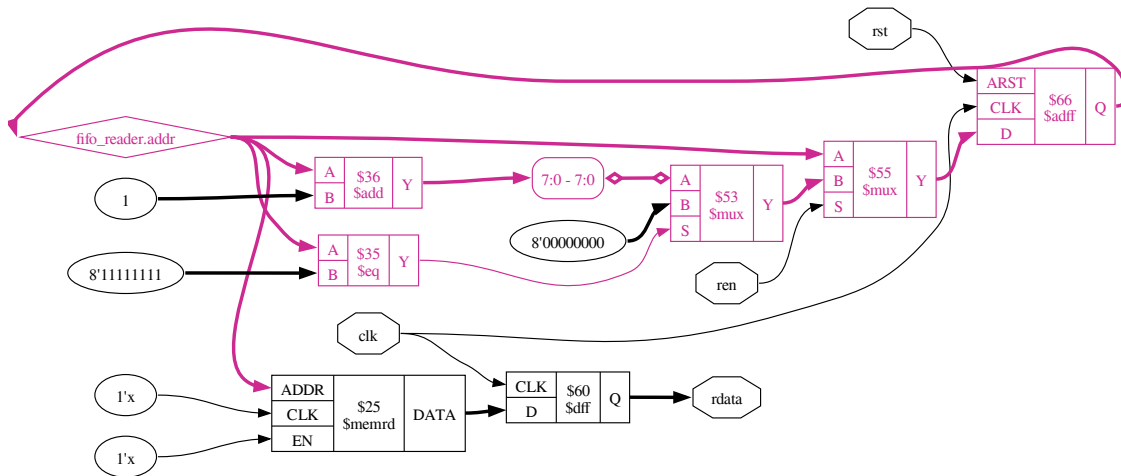 rst
ARST
CLK
D
$66
$adff
Q
fifo_reader.addr
A
B
$36
$add
Y
7:0 - 7:0
A
B
S
$53
$mux
Y
A
B
S
$55
$mux
Y
1
8'00000000
A
B
$35
$eq
Y
8'11111111
ren
clk
1'x
ADDR
CLK
EN
$25
$memrd
DATA
CLK
D
$60
$dff
Q
rdata
1'x